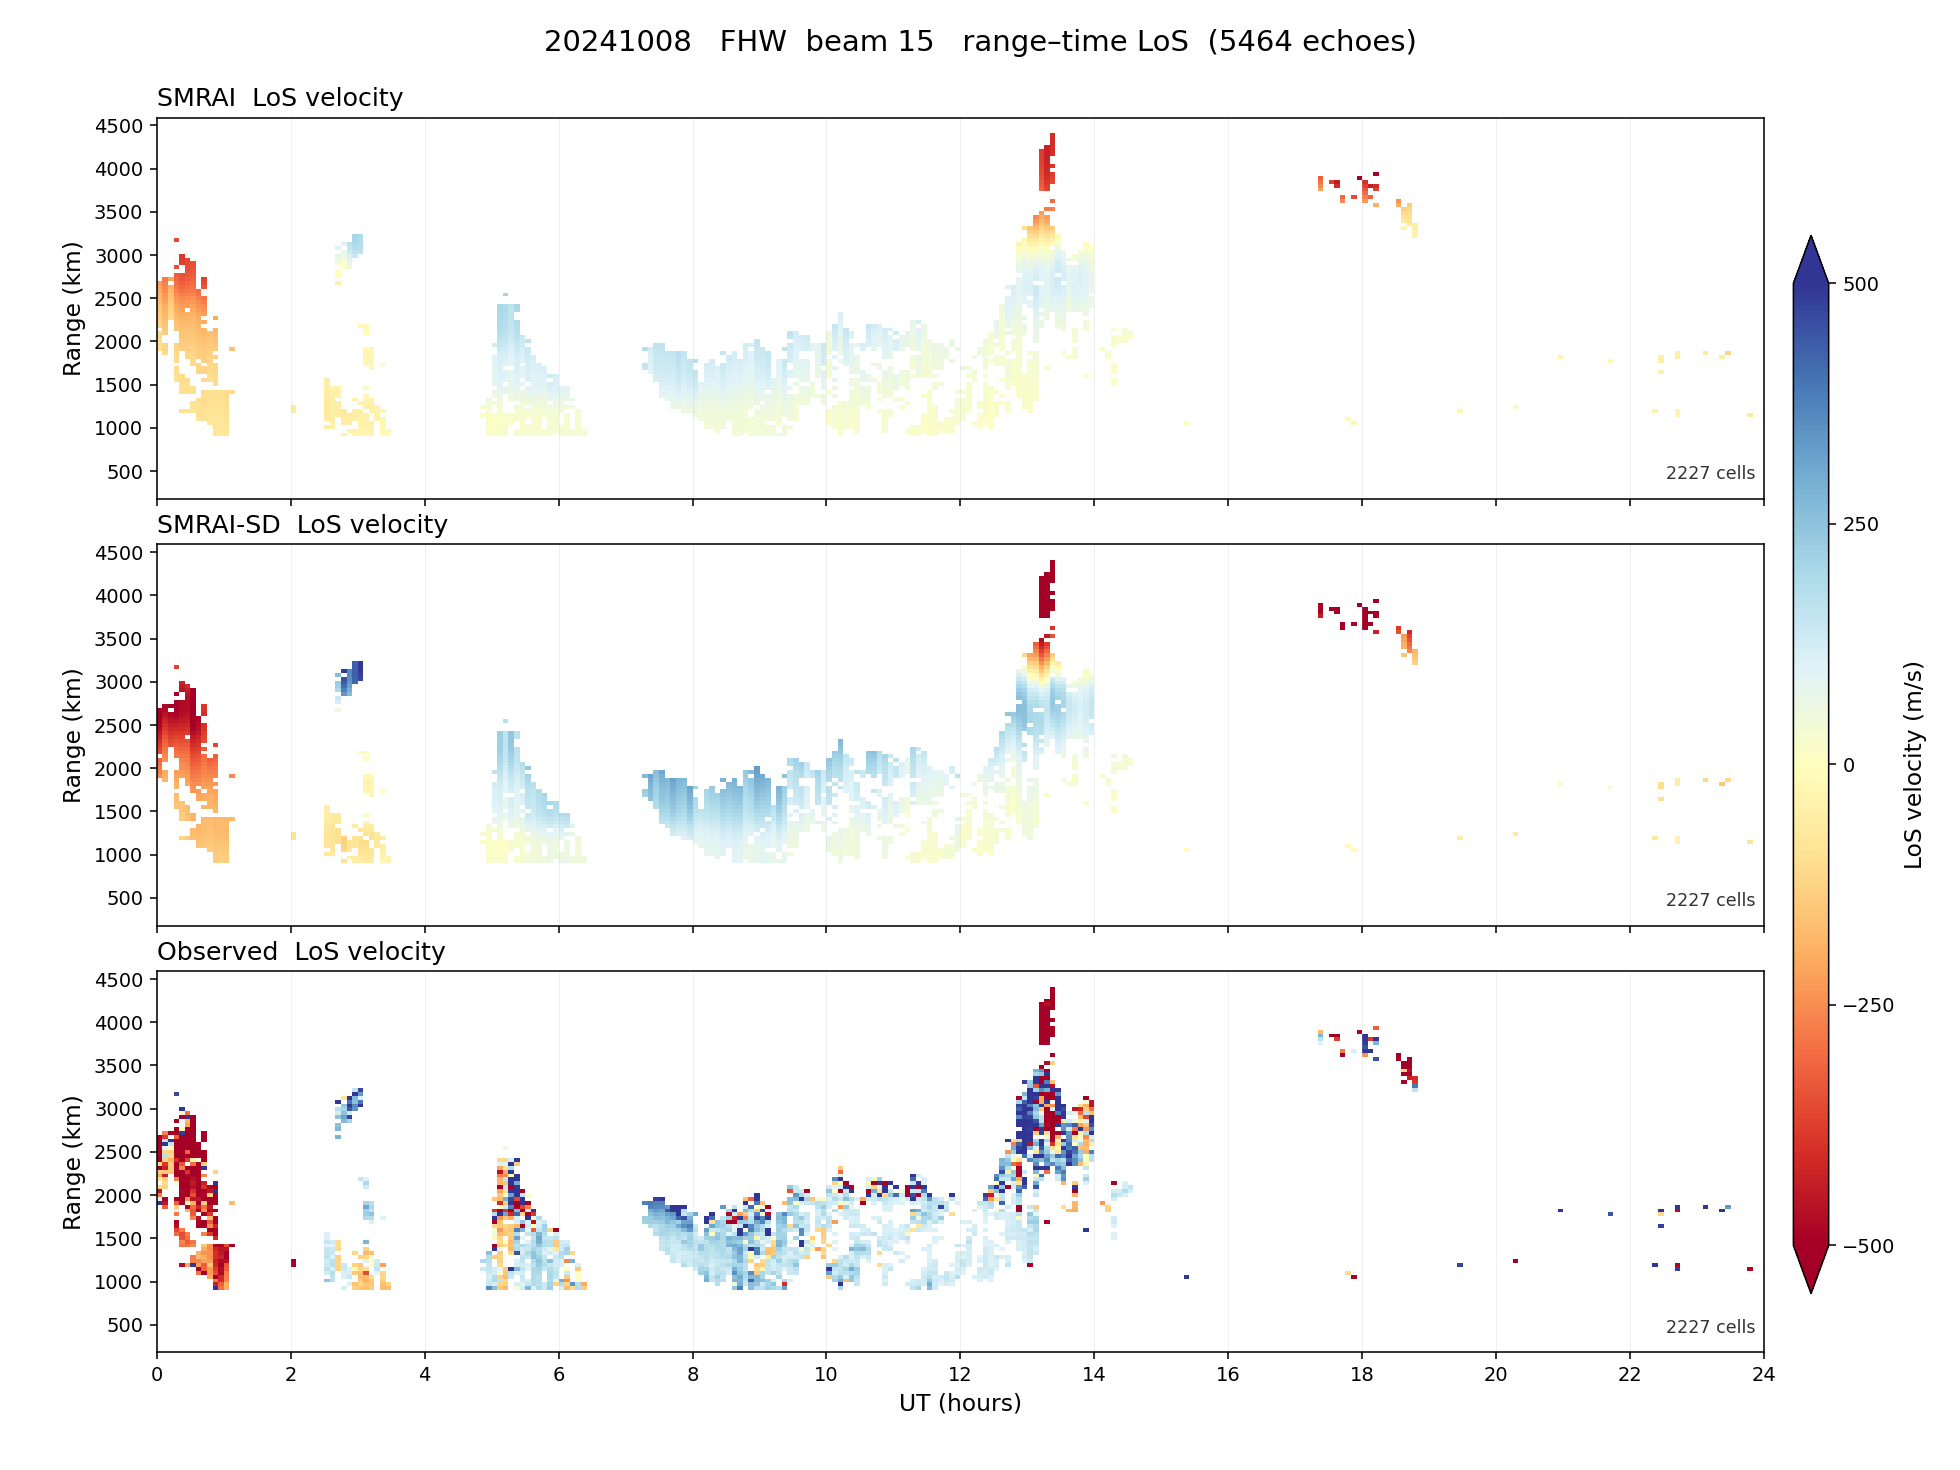 20241008 FHW beam 15 range–time LoS (5464 echoes)
SMRAI LoS velocity
4500
4000
3500
3000
2500
2000
1500
1000
500
Range (km)
2227 cells
SMRAI-SD LoS velocity
4500
4000
3500
3000
2500
2000
1500
1000
500
Range (km)
2227 cells
Observed LoS velocity
4500
4000
3500
3000
2500
2000
1500
1000
500
Range (km)
2227 cells
0 2 4 6 8 10 12 14 16 18 20 22 24
UT (hours)
500
250
0
−250
−500
LoS velocity (m/s)